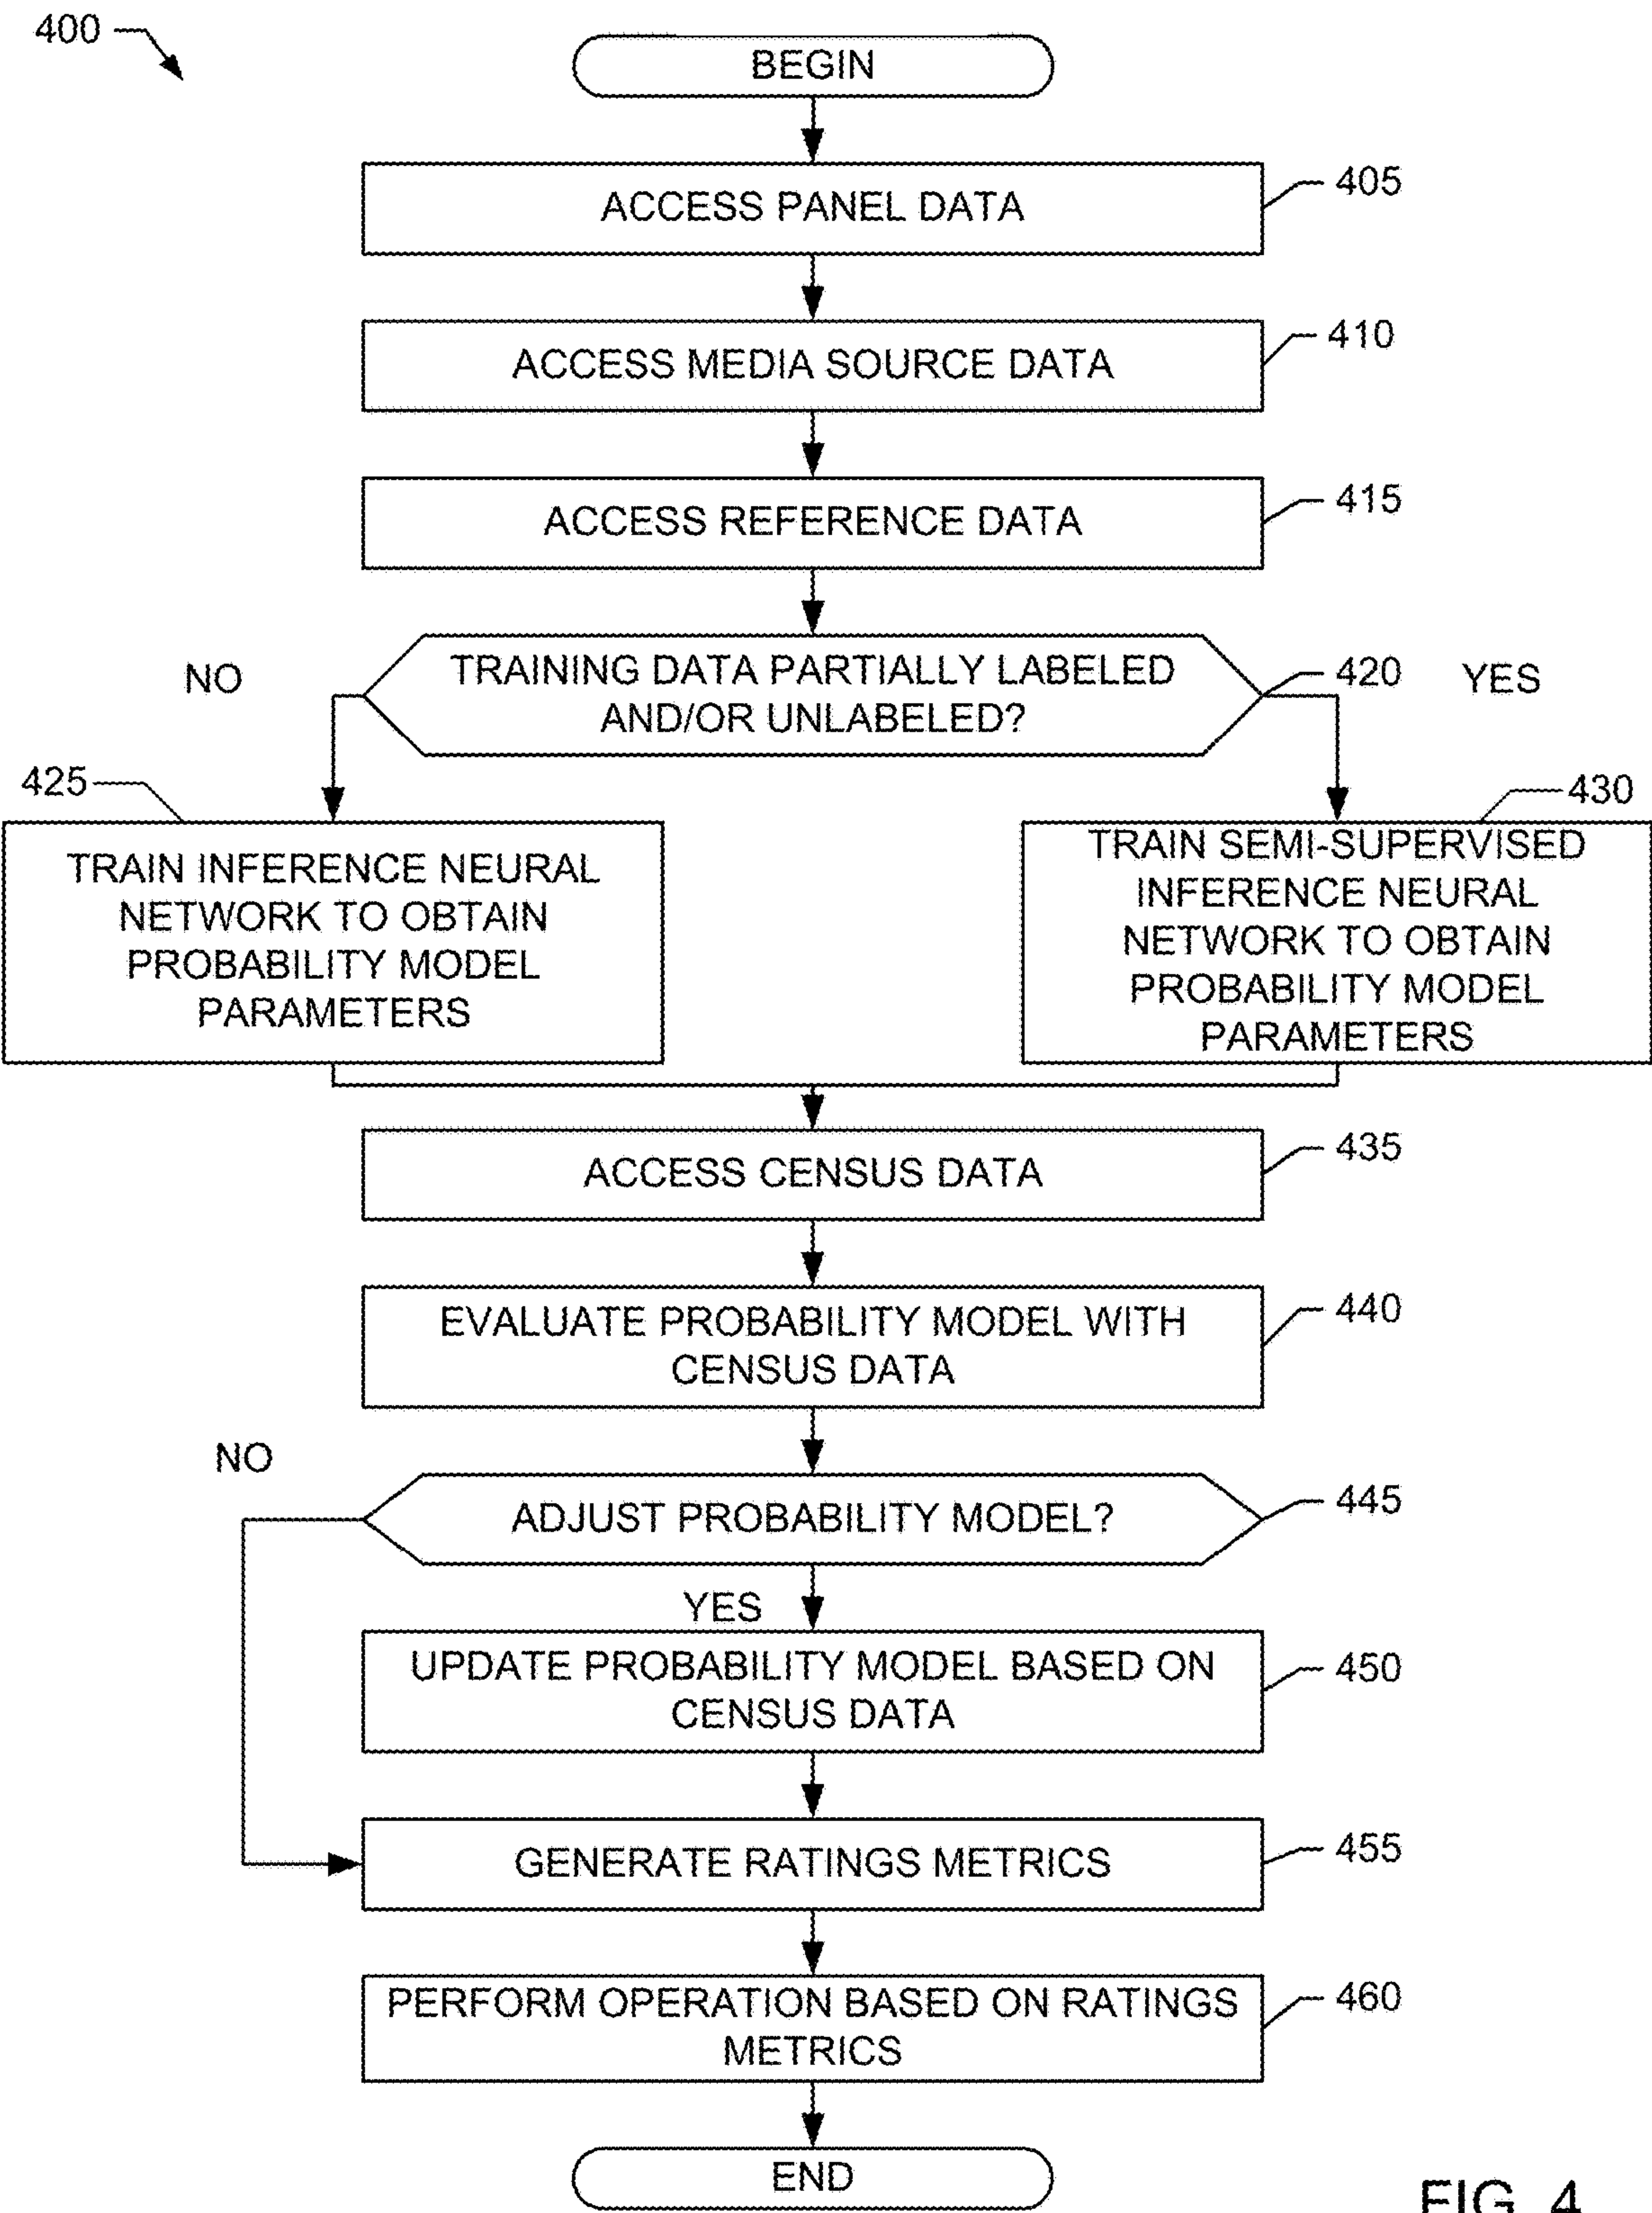 400
BEGIN
ACCESS PANEL DATA
405
ACCESS MEDIA SOURCE DATA
410
ACCESS REFERENCE DATA
415
NO
TRAINING DATA PARTIALLY LABELED
AND/OR UNLABELED?
420
YES
425
TRAIN INFERENCE NEURAL
NETWORK TO OBTAIN
PROBABILITY MODEL
PARAMETERS
430
TRAIN SEMI-SUPERVISED
INFERENCE NEURAL
NETWORK TO OBTAIN
PROBABILITY MODEL
PARAMETERS
ACCESS CENSUS DATA
435
EVALUATE PROBABILITY MODEL WITH
CENSUS DATA
440
NO
ADJUST PROBABILITY MODEL?
445
YES
UPDATE PROBABILITY MODEL BASED ON
CENSUS DATA
450
GENERATE RATINGS METRICS
455
PERFORM OPERATION BASED ON RATINGS
METRICS
460
END
FIG. 4